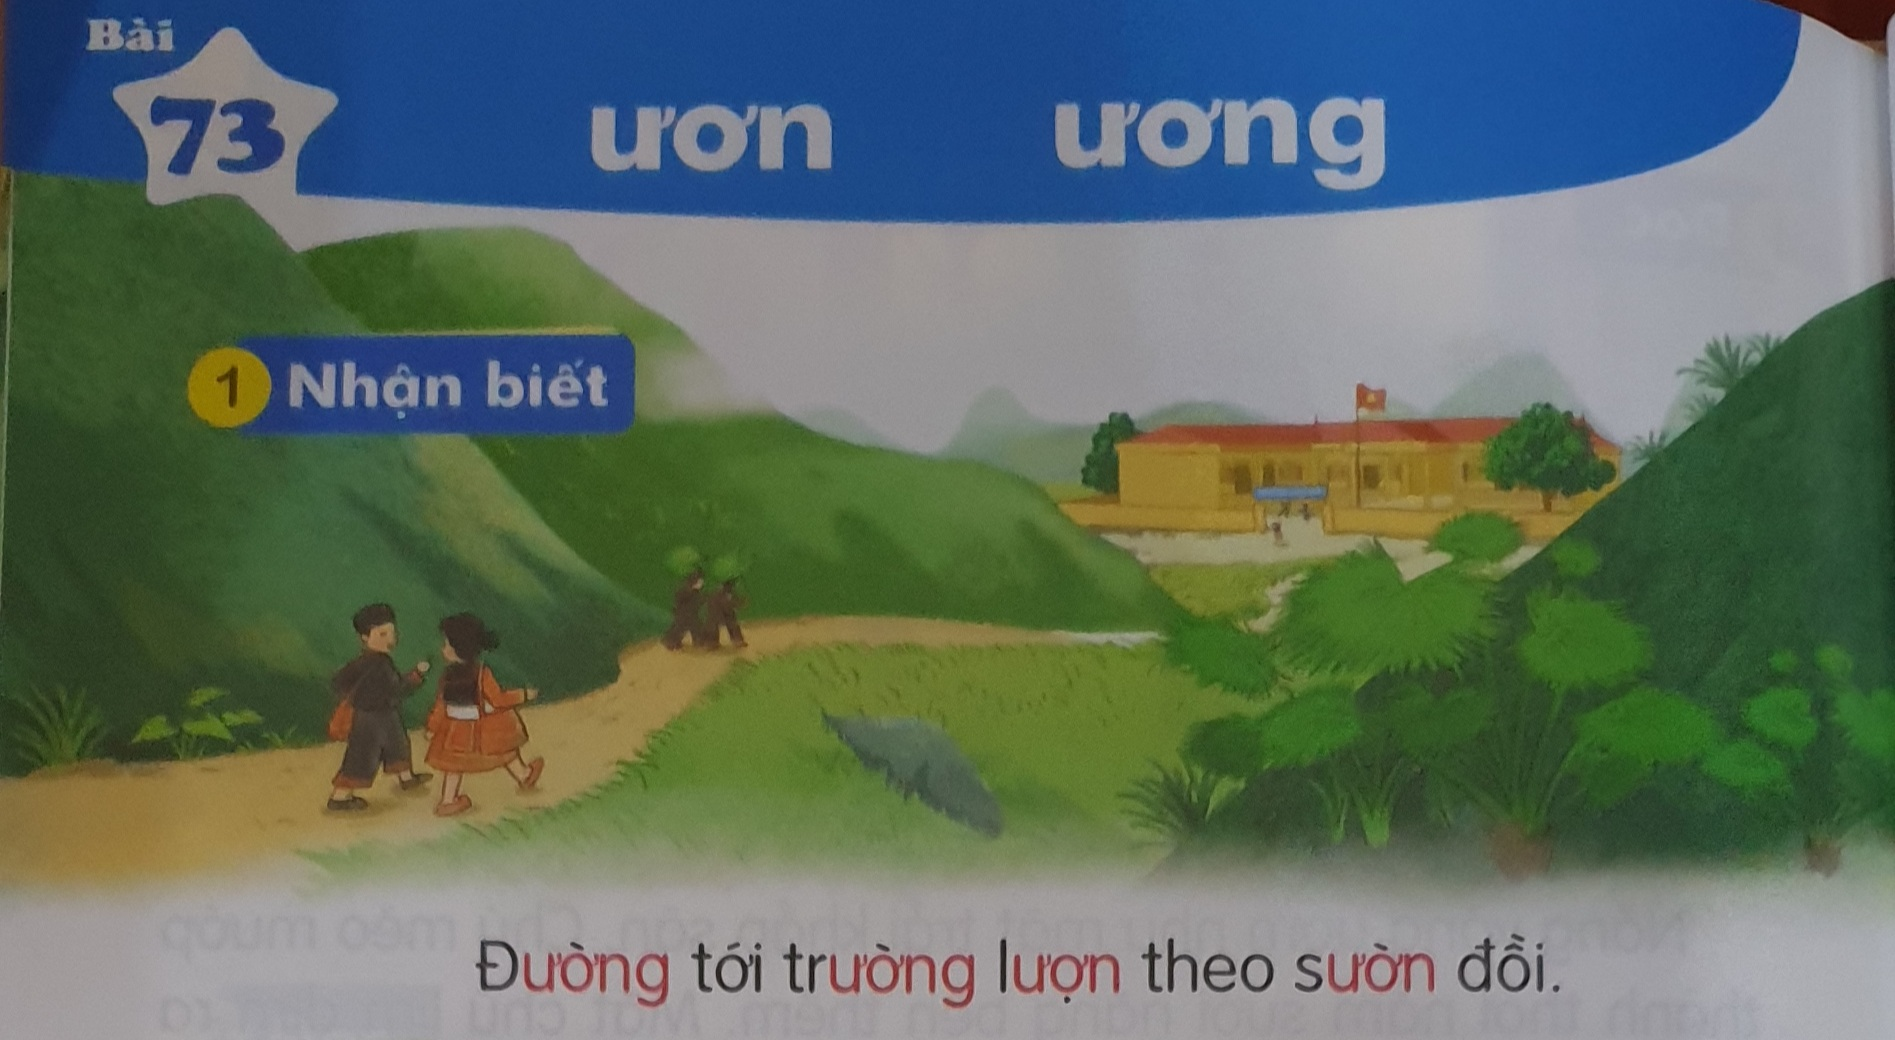 Bài
73
ươn ương
1 Nhận biết
Đường tới trường lượn theo sườn đồi.